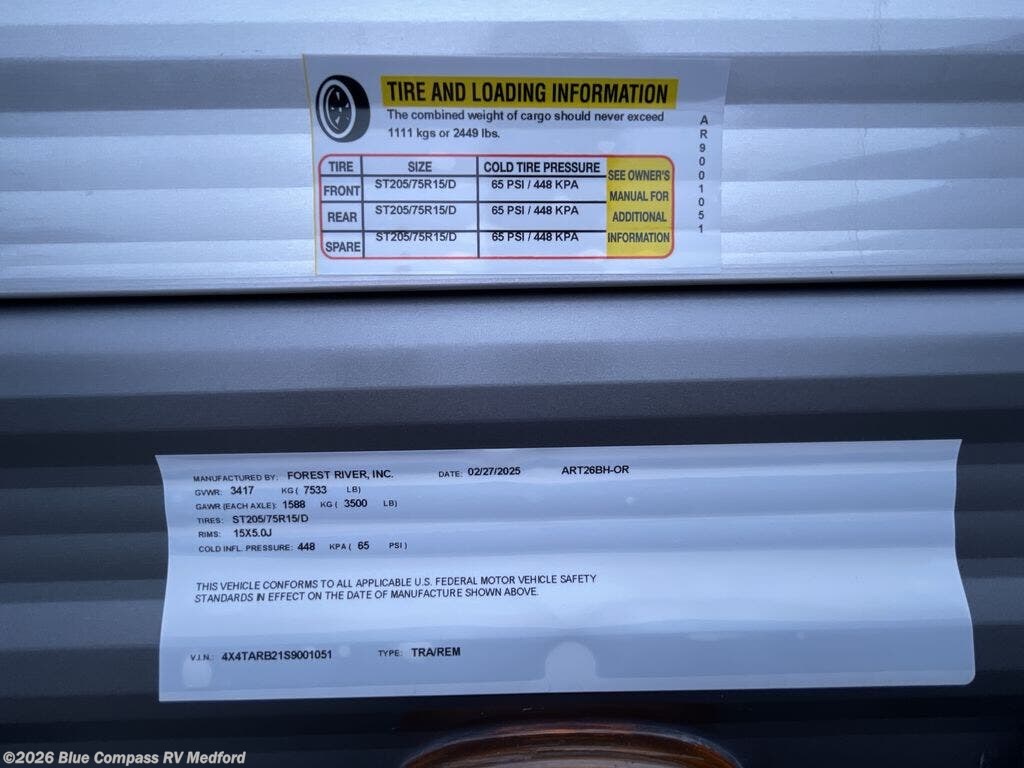 TIRE AND LOADING INFORMATION
The combined weight of cargo should never exceed
1111 kgs or 2449 lbs.
TIRE SIZE COLD TIRE PRESSURE
FRONT ST205/75R15/D 65 PSI / 448 KPA
REAR ST205/75R15/D 65 PSI / 448 KPA
SPARE ST205/75R15/D 65 PSI / 448 KPA
SEE OWNER'S
MANUAL FOR
ADDITIONAL
INFORMATION
AR9001051
MANUFACTURED BY: FOREST RIVER, INC. DATE: 02/27/2025 ART26BH-OR
GVWR: 3417 KG ( 7533 LB)
GAWR (EACH AXLE): 1588 KG ( 3500 LB)
TIRES: ST205/75R15/D
RIMS: 15X5.0J
COLD INFL. PRESSURE: 448 KPA ( 65 PSI )
THIS VEHICLE CONFORMS TO ALL APPLICABLE U.S. FEDERAL MOTOR VEHICLE SAFETY
STANDARDS IN EFFECT ON THE DATE OF MANUFACTURE SHOWN ABOVE.
V.I.N.: 4X4TARB21S9001051 TYPE: TRA/REM
©2026 Blue Compass RV Medford